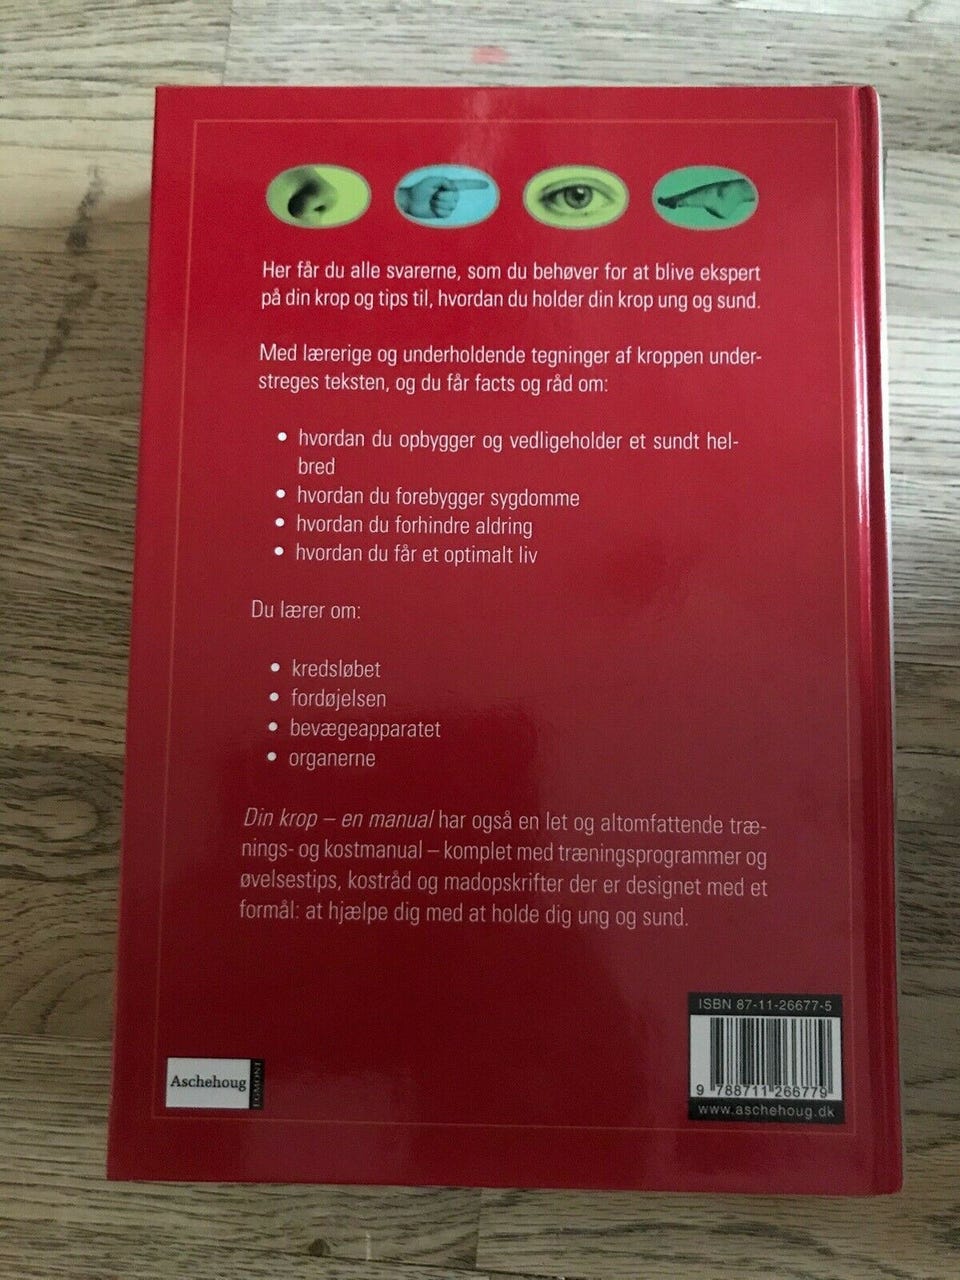 Her får du alle svarerne, som du behøver for at blive ekspert
på din krop og tips til, hvordan du holder din krop ung og sund.
Med lærerige og underholdende tegninger af kroppen under-
streges teksten, og du får facts og råd om:
• hvordan du opbygger og vedligeholder et sundt hel-
bred
• hvordan du forebygger sygdomme
• hvordan du forhindre aldring
• hvordan du får et optimalt liv
Du lærer om:
• kredsløbet
• fordøjelsen
• bevægeapparatet
• organerne
Din krop – en manual har også en let og altomfattende træ-
nings- og kostmanual – komplet med træningsprogrammer og
øvelsestips, kostråd og madopskrifter der er designet med et
formål: at hjælpe dig med at holde dig ung og sund.
ISBN 87-11-26677-5
9 788711 266779
www.aschehoug.dk
Aschehoug
EGMONT